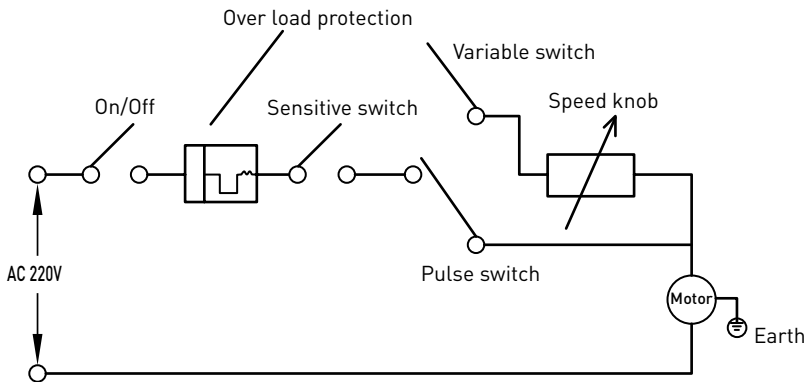 Over load protection
Variable switch
On/Off
Sensitive switch
Speed knob
AC 220V
Pulse switch
Motor
Earth